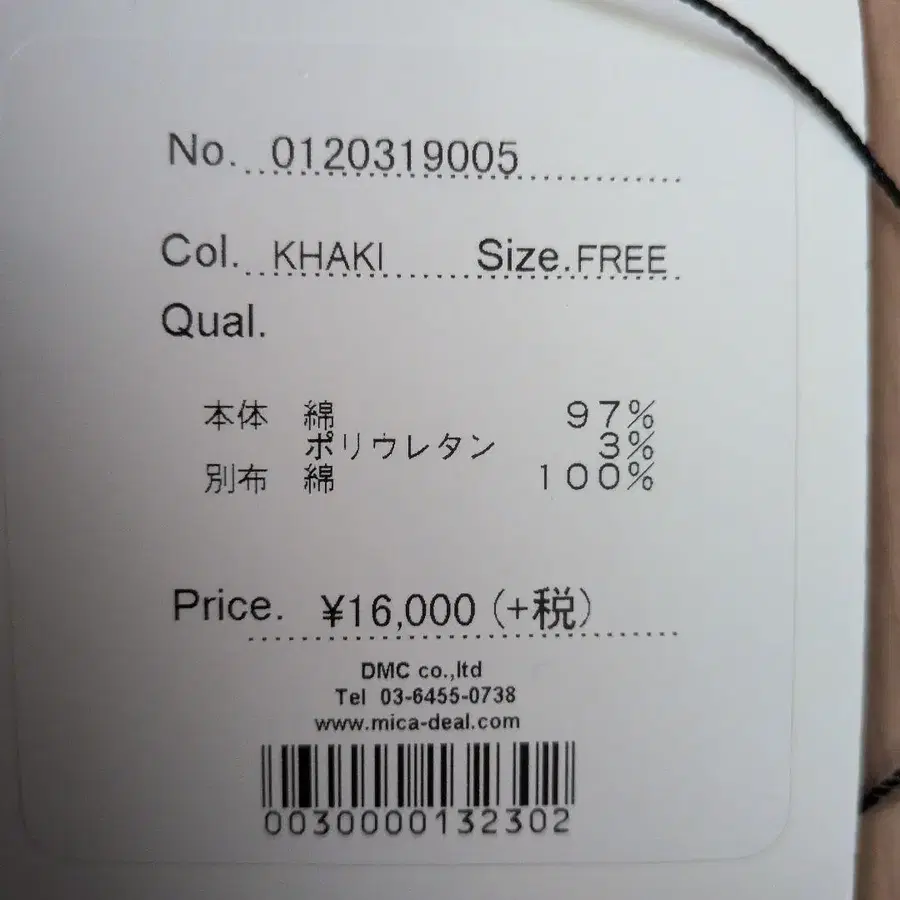 No. 0120319005
Col. KHAKI Size. FREE
Qual.
本体 綿 97%
ポリウレタン 3%
別布 綿 100%
Price. ¥16,000 (+税)
DMC co.,ltd
Tel 03-6455-0738
www.mica-deal.com
0030000132302